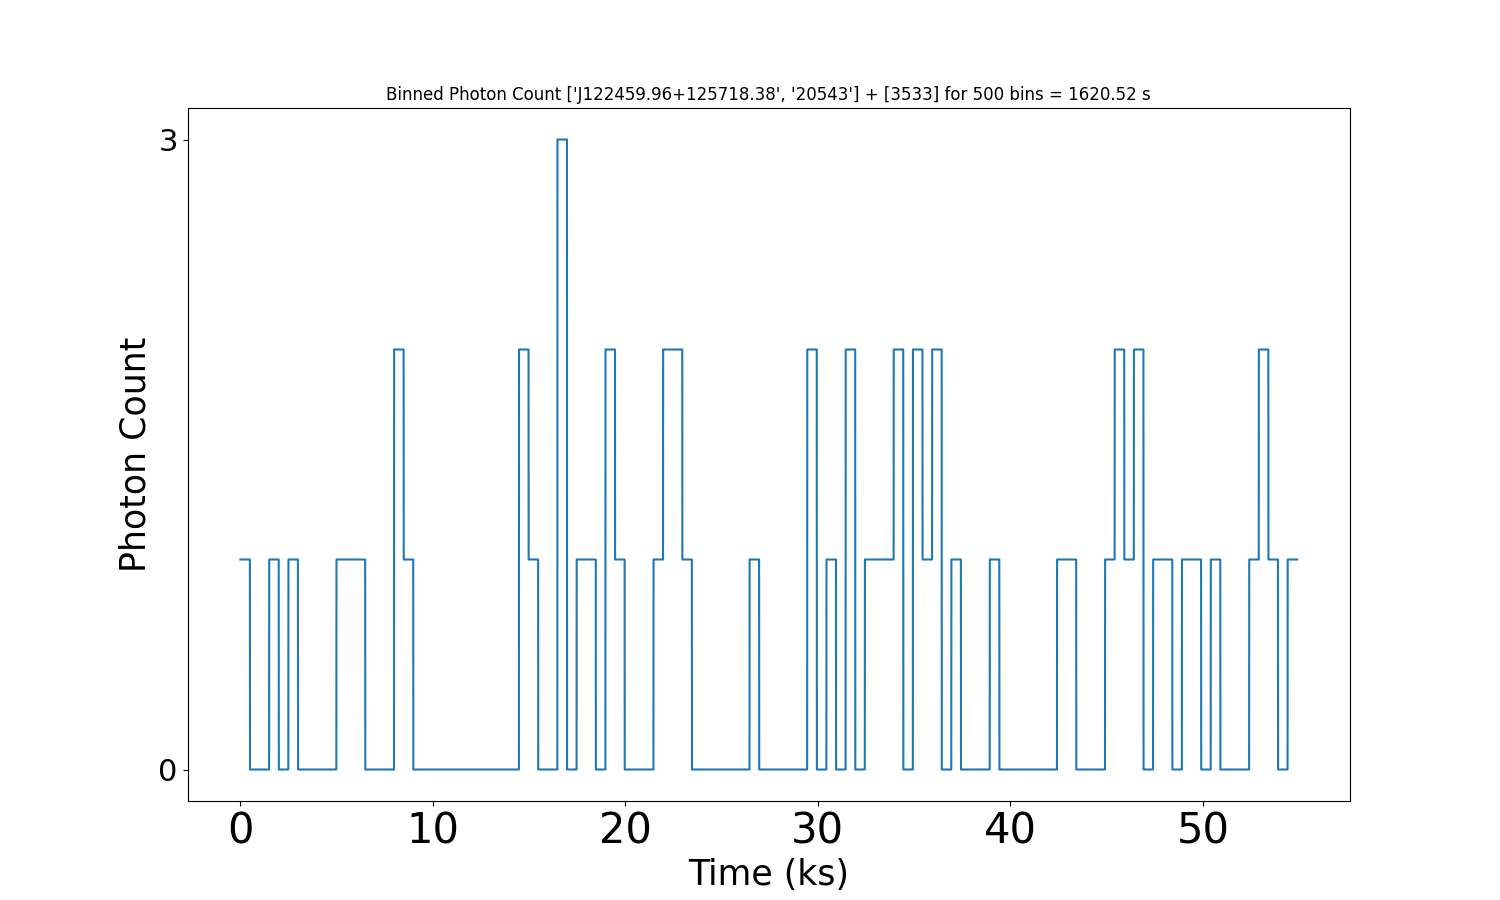 Binned Photon Count ['J122459.96+125718.38', '20543'] + [3533] for 500 bins = 1620.52 s
3
Photon Count
0
0 10 20 30 40 50
Time (ks)